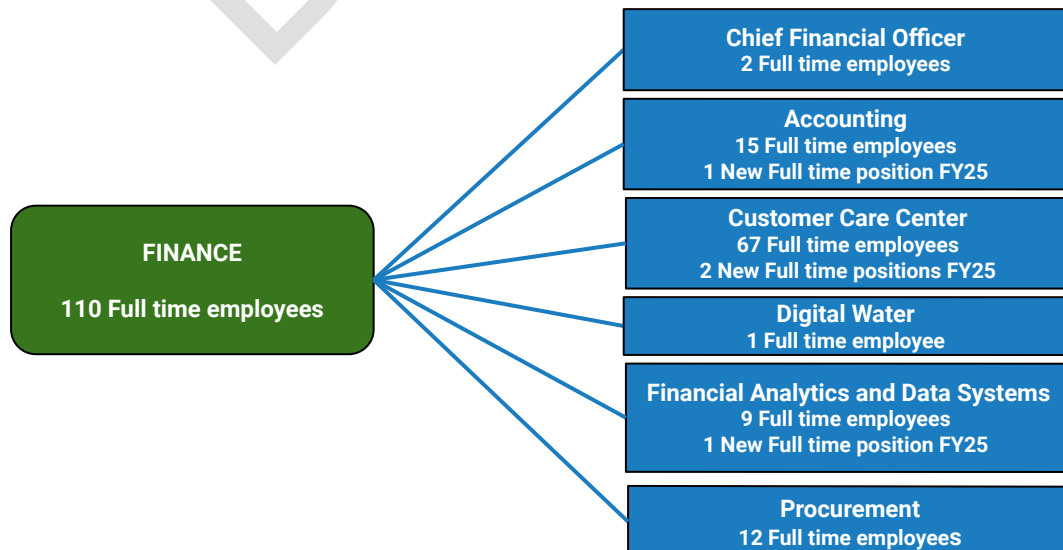 Chief Financial Officer
2 Full time employees
Accounting
15 Full time employees
1 New Full time position FY25
Customer Care Center
67 Full time employees
2 New Full time positions FY25
FINANCE
110 Full time employees
Digital Water
1 Full time employee
Financial Analytics and Data Systems
9 Full time employees
1 New Full time position FY25
Procurement
12 Full time employees